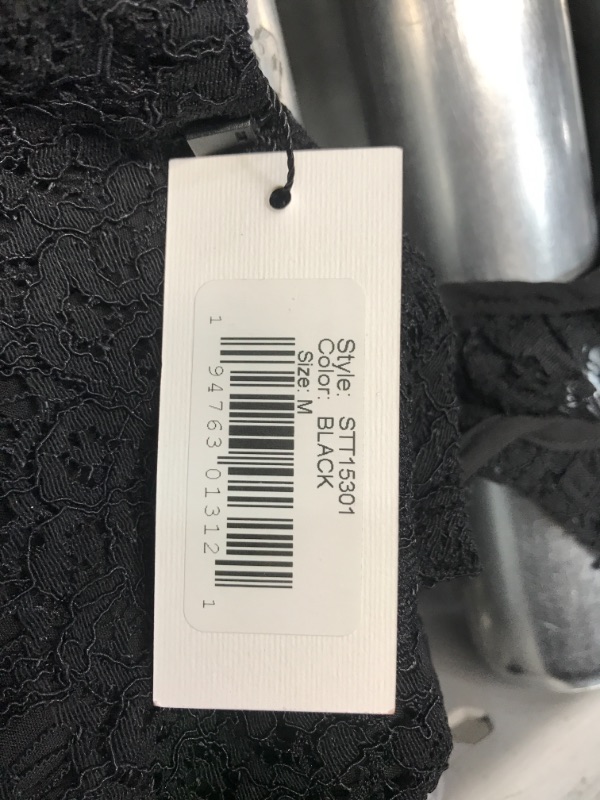 Style: STT15301
Color: BLACK
Size: M
1 94763 01312 1